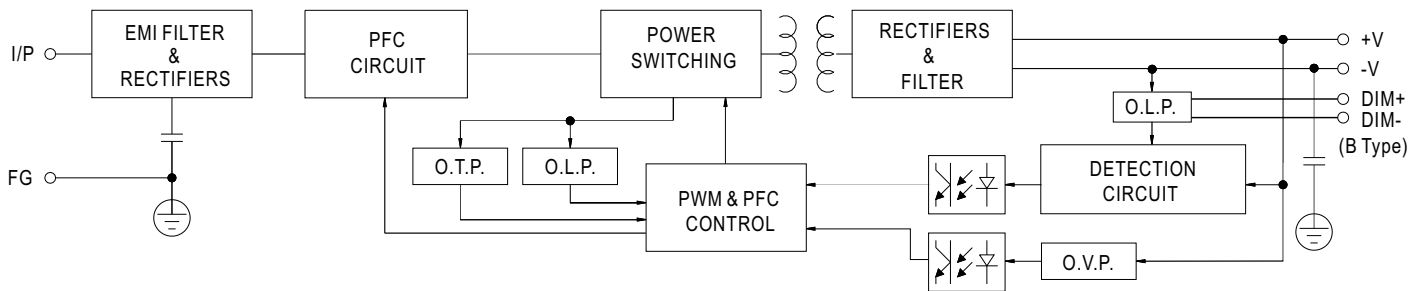 I/P
EMI FILTER
&
RECTIFIERS
PFC
CIRCUIT
POWER
SWITCHING
RECTIFIERS
&
FILTER
+V
-V
O.L.P.
DIM+
DIM-
(B Type)
O.T.P.
O.L.P.
DETECTION
CIRCUIT
FG
PWM & PFC
CONTROL
O.V.P.